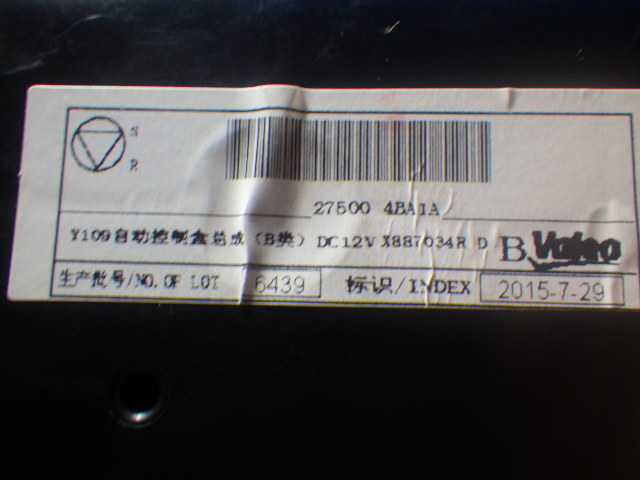 S
R
27500 4BA1A
Y109自动控制盒总成（B类）DC12V X887034R D B Valeo
生产批号/NO.OF LOT 6439 标识/INDEX 2015-7-29